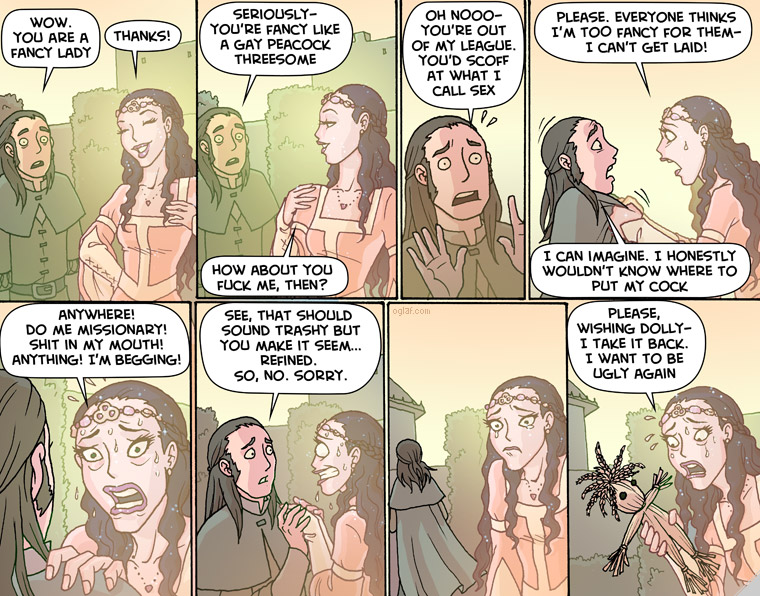 WOW.
YOU ARE A
FANCY LADY
THANKS!
SERIOUSLY-
YOU'RE FANCY LIKE
A GAY PEACOCK
THREESOME
HOW ABOUT YOU
FUCK ME, THEN?
OH NOOO-
YOU'RE OUT
OF MY LEAGUE.
YOU'D SCOFF
AT WHAT I
CALL SEX
PLEASE. EVERYONE THINKS
I'M TOO FANCY FOR THEM-
I CAN'T GET LAID!
I CAN IMAGINE. I HONESTLY
WOULDN'T KNOW WHERE TO
PUT MY COCK
ANYWHERE!
DO ME MISSIONARY!
SHIT IN MY MOUTH!
ANYTHING! I'M BEGGING!
SEE, THAT SHOULD
SOUND TRASHY BUT
YOU MAKE IT SEEM...
REFINED.
SO, NO. SORRY.
oglaf.com
PLEASE,
WISHING DOLLY-
I TAKE IT BACK.
I WANT TO BE
UGLY AGAIN